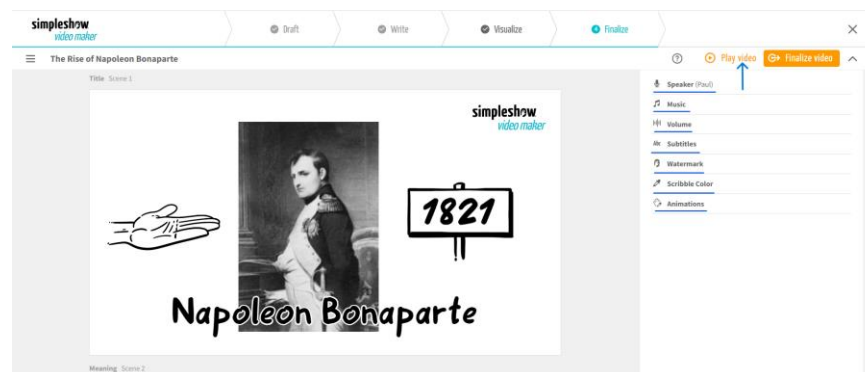 simpleshow
video maker
Draft
Write
Visualize
4 Finalize
The Rise of Napoleon Bonaparte
Play video
Finalize video
Title Scene 1
simpleshow
video maker
1821
Napoleon Bonaparte
Meaning Scene 2
Speaker (Paul)
Music
Volume
Subtitles
Watermark
Scribble Color
Animations